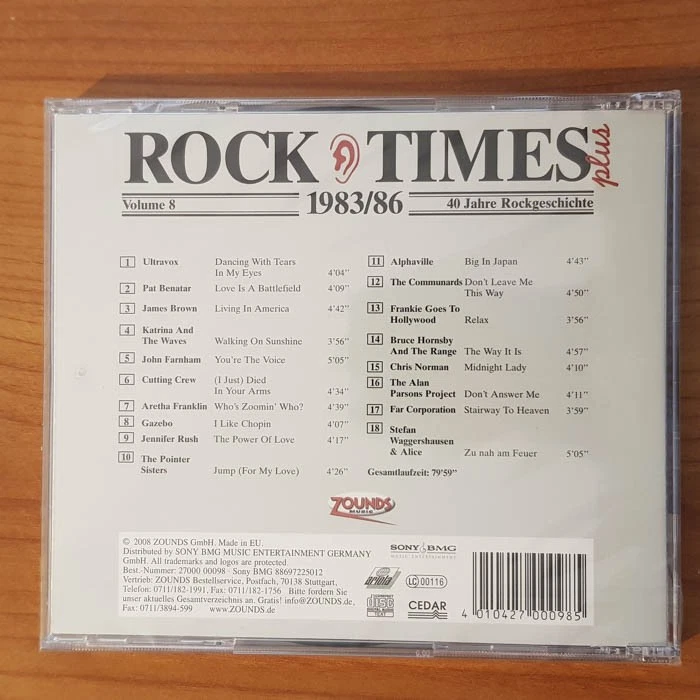 ROCK TIMES plus
Volume 8 1983/86 40 Jahre Rockgeschichte
1 Ultravox Dancing With Tears
In My Eyes 4'04"
2 Pat Benatar Love Is A Battlefield 4'09"
3 James Brown Living In America 4'42"
4 Katrina And
The Waves Walking On Sunshine 3'56"
5 John Farnham You're The Voice 5'05"
6 Cutting Crew (I Just) Died
In Your Arms 4'34"
7 Aretha Franklin Who's Zoomin' Who? 4'39"
8 Gazebo I Like Chopin 4'07"
9 Jennifer Rush The Power Of Love 4'17"
10 The Pointer
Sisters Jump (For My Love) 4'26"
11 Alphaville Big In Japan 4'43"
12 The Communards Don't Leave Me
This Way 4'50"
13 Frankie Goes To
Hollywood Relax 3'56"
14 Bruce Hornsby
And The Range The Way It Is 4'57"
15 Chris Norman Midnight Lady 4'10"
16 The Alan
Parsons Project Don't Answer Me 4'11"
17 Far Corporation Stairway To Heaven 3'59"
18 Stefan
Waggershausen
& Alice Zu nah am Feuer 5'05"
Gesamtlaufzeit: 79'59"
ZOUNDS
MUSIC
© 2008 ZOUNDS GmbH. Made in EU.
Distributed by SONY BMG MUSIC ENTERTAINMENT GERMANY
GmbH. All trademarks and logos are protected.
Best.-Nummer: 27000 00098 · Sony BMG 88697225012
Vertrieb: ZOUNDS Bestellservice, Postfach, 70138 Stuttgart,
Telefon: 0711/182-1991, Fax: 0711/182-1756 Bitte fordern Sie
unser aktuelles Gesamtverzeichnis an. Gratis! info@ZOUNDS.de,
Fax: 0711/3894-599 www.ZOUNDS.de
SONY BMG
MUSIC ENTERTAINMENT
ariola
LC 00116
COMPACT
disc
DIGITAL AUDIO
TEXT
CEDAR
4 010427 000985